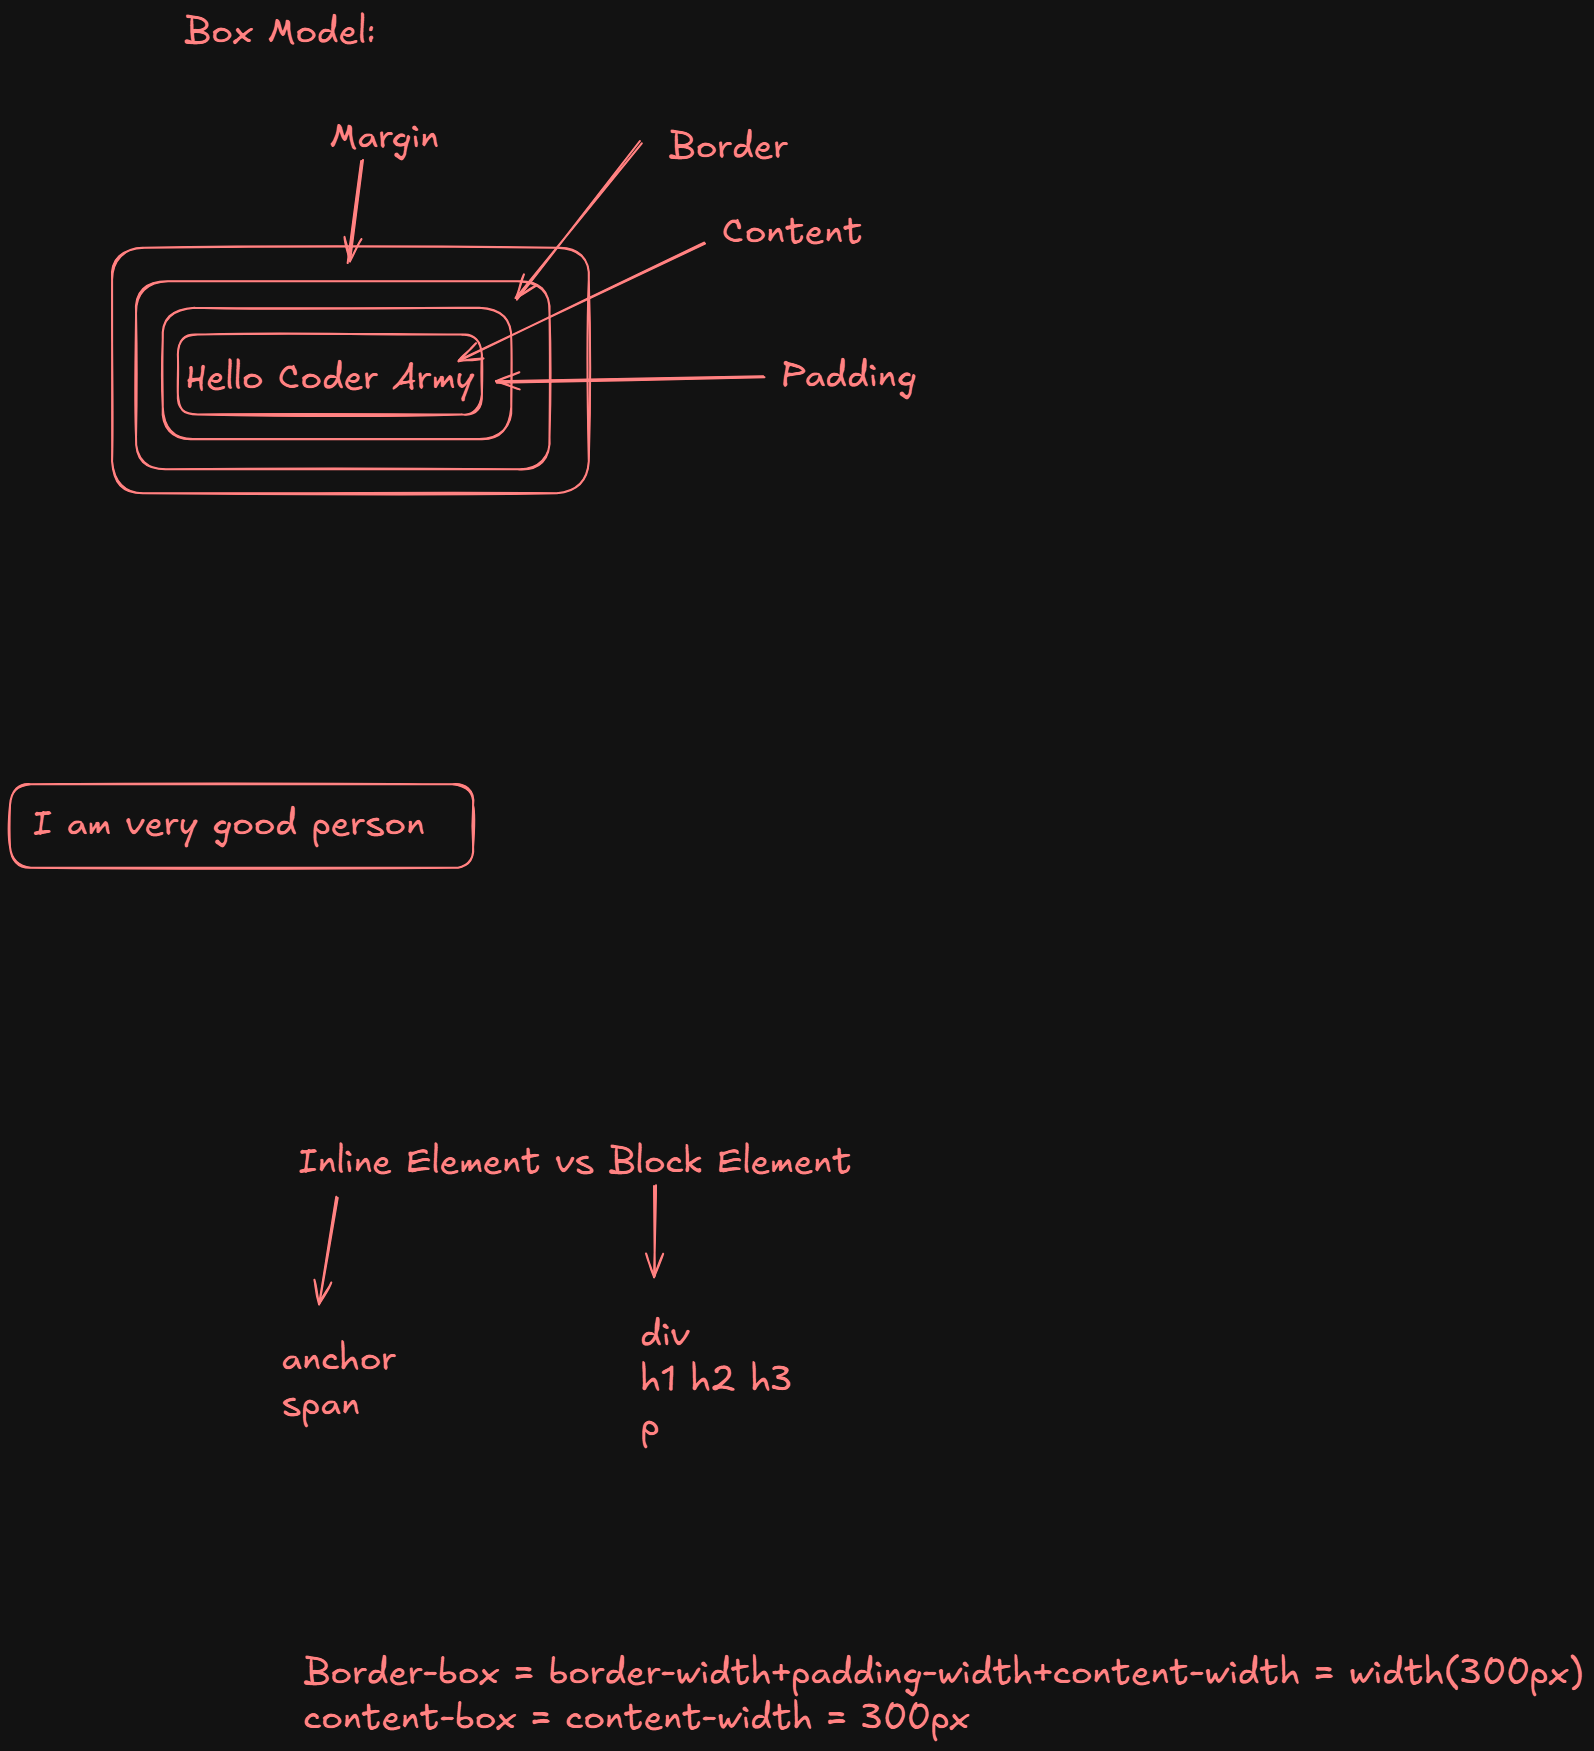 Box Model:
Margin
Border
Content
Hello Coder Army
Padding
I am very good person
Inline Element vs Block Element
anchor
span
div
h1 h2 h3
p
Border-box = border-width+padding-width+content-width = width(300px)
content-box = content-width = 300px